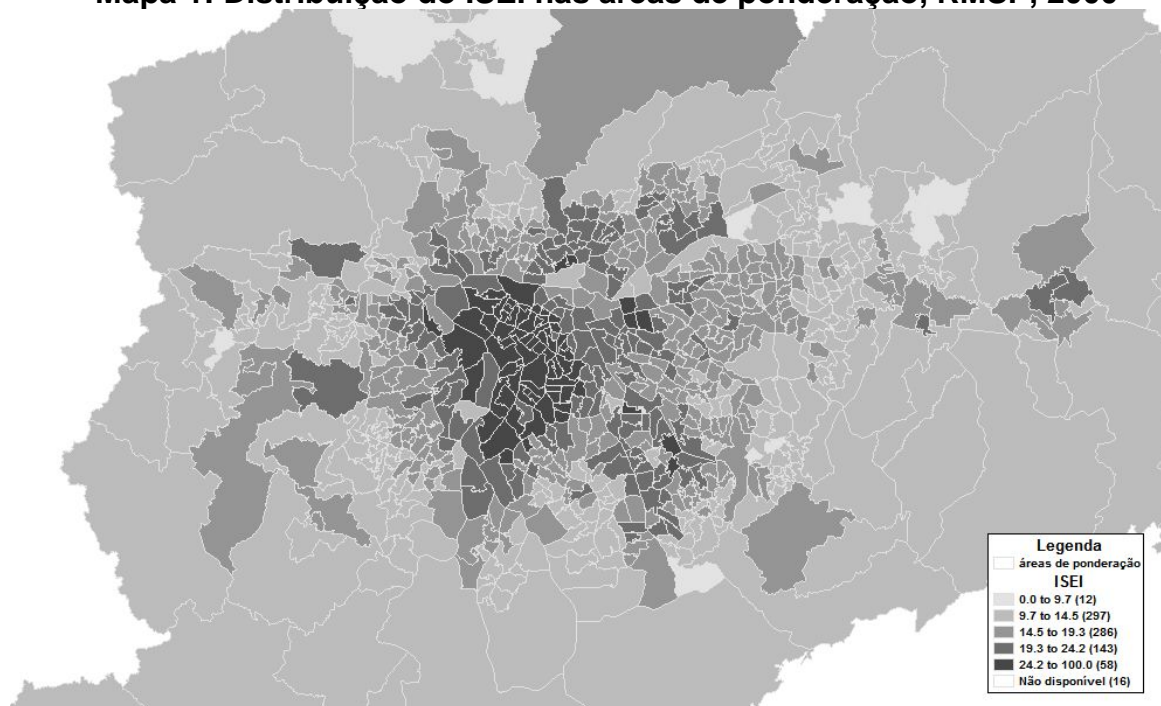 Distribuição do ISEI nas áreas de ponderação, RMSP, 2000
Legenda
áreas de ponderação
ISEI
0.0 to 9.7 (12)
9.7 to 14.5 (297)
14.5 to 19.3 (286)
19.3 to 24.2 (143)
24.2 to 100.0 (58)
Não disponível (16)